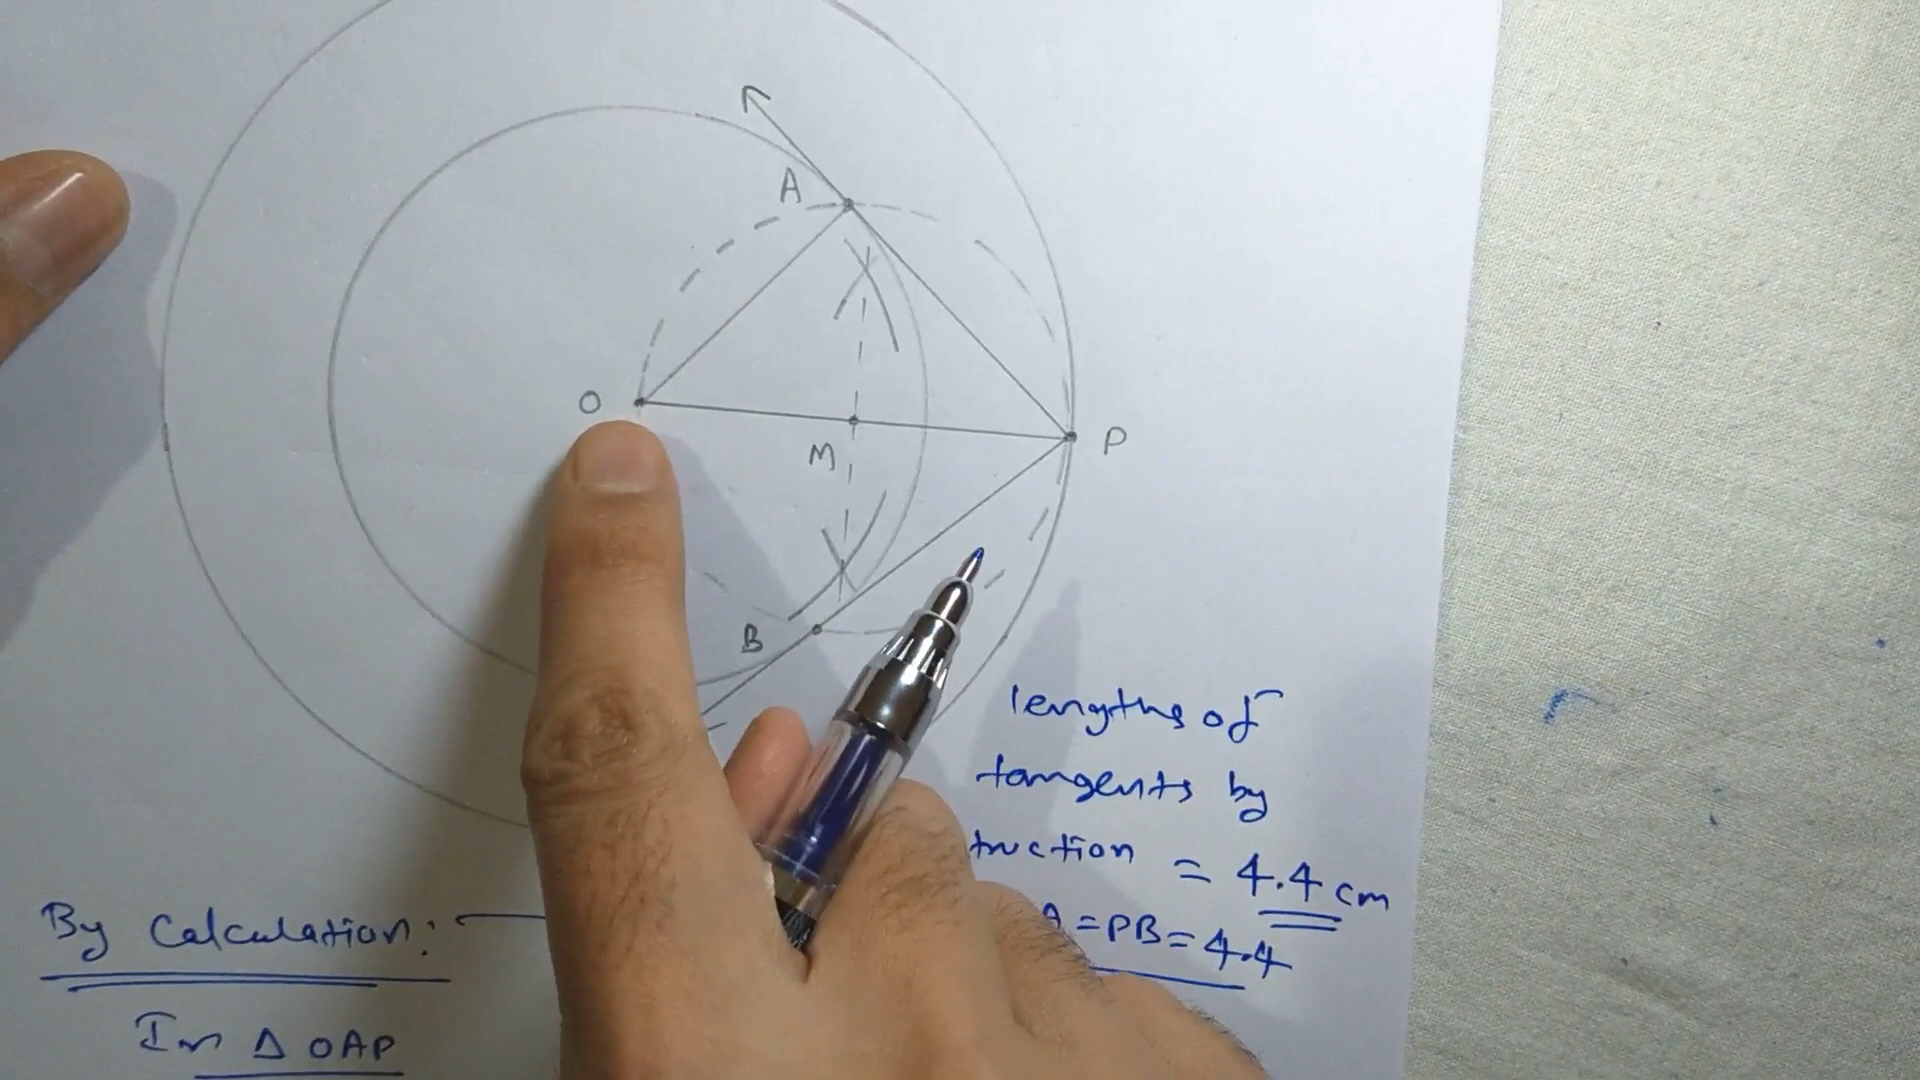 A
O
M
P
B
lengths of
tangents by
truction = 4.4 cm
A = PB = 4.4
By Calculation:
In Δ OAP